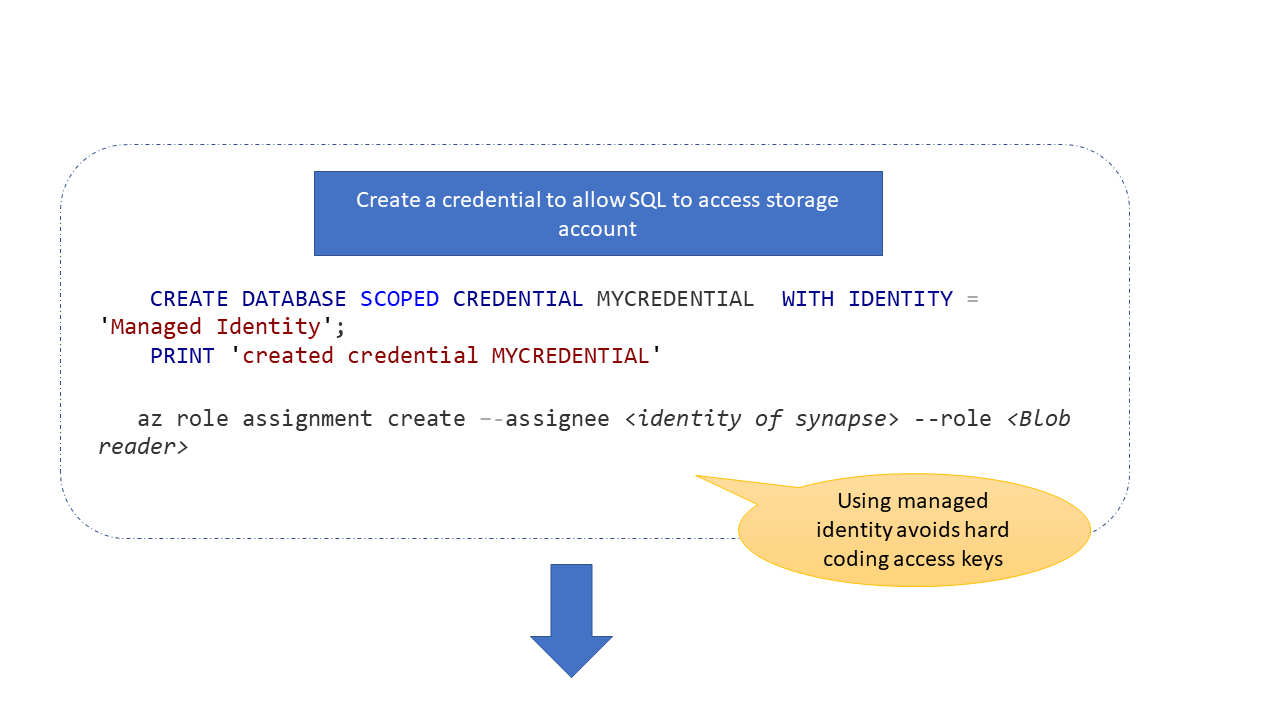 Create a credential to allow SQL to access storage
account
CREATE DATABASE SCOPED CREDENTIAL MYCREDENTIAL  WITH IDENTITY =
'Managed Identity';
PRINT 'created credential MYCREDENTIAL'
az role assignment create –-assignee <identity of synapse> --role <Blob
reader>
Using managed
identity avoids hard
coding access keys